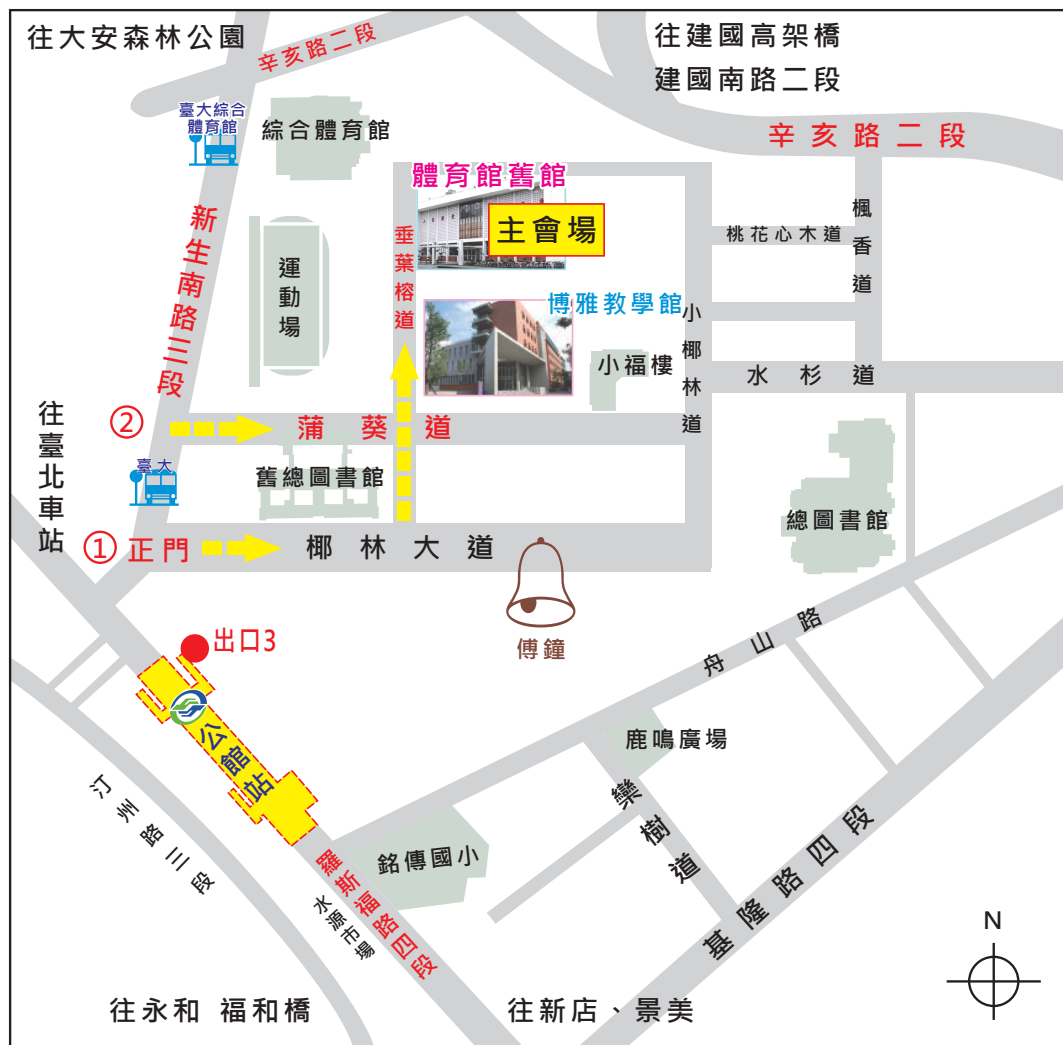 往大安森林公園
辛亥路二段
往建國高架橋
建國南路二段
臺大綜合
體育館
綜合體育館
辛亥路二段
體育館舊館
主會場
楓香道
桃花心木道
新生南路三段
垂葉榕道
運動場
博雅教學館
小椰林道
小福樓
水杉道
往臺北車站
②
蒲葵道
臺大
舊總圖書館
總圖書館
①正門
椰林大道
傅鐘
舟山路
出口3
公館站
鹿鳴廣場
欒樹道
汀州路三段
銘傳國小
羅斯福路四段
水源市場
基隆路四段
N
往永和 福和橋
往新店、景美